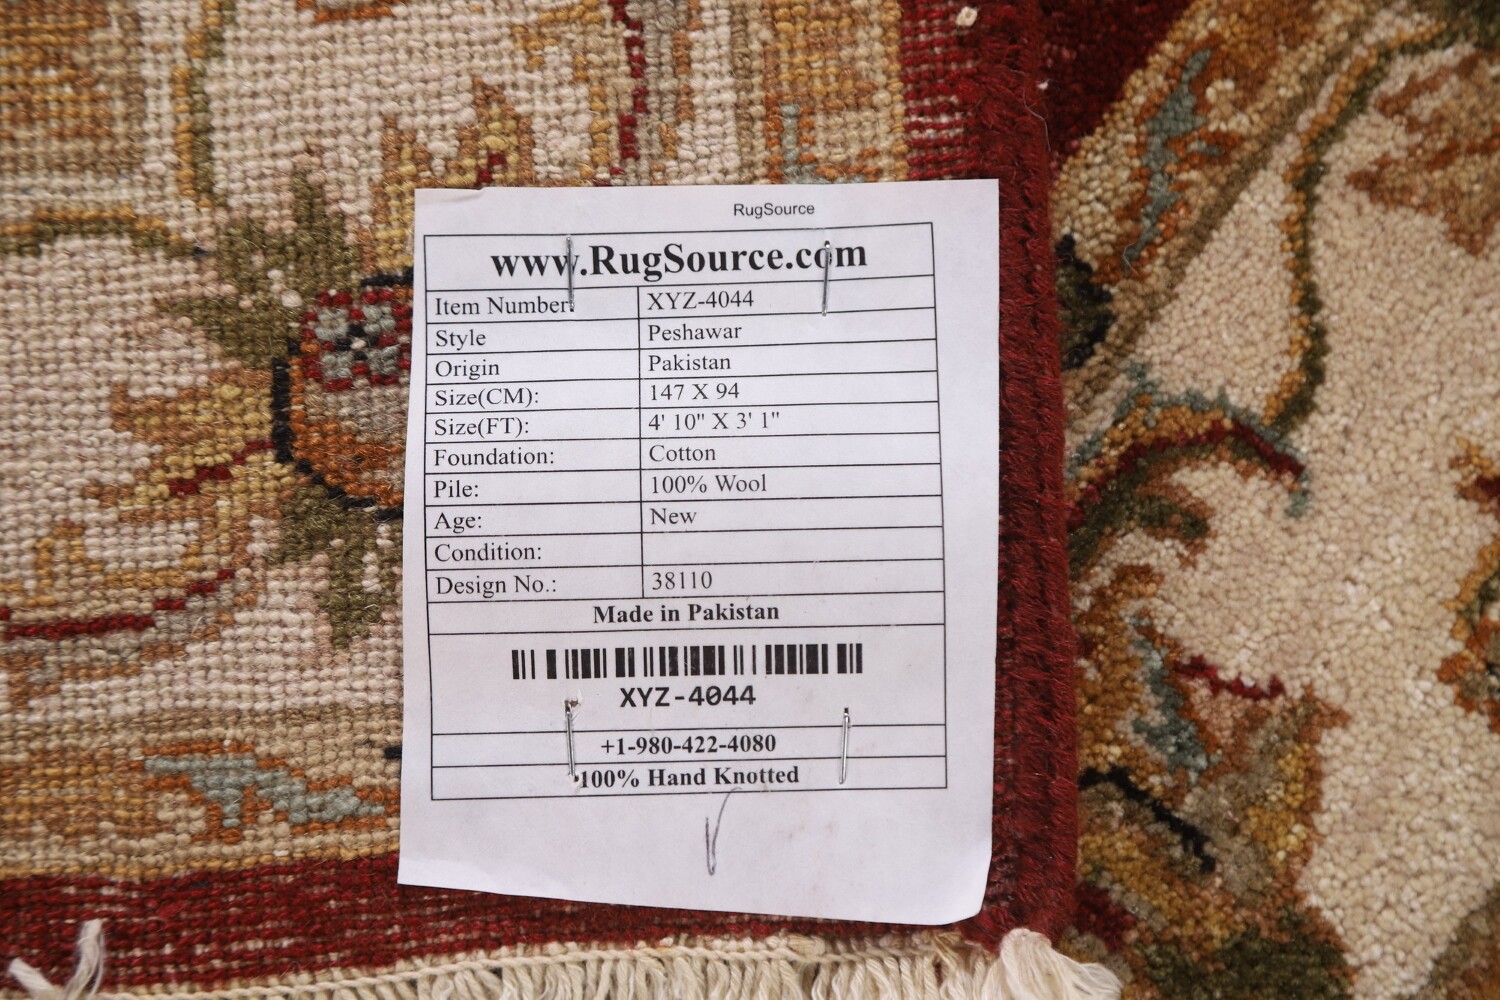 RugSource
www.RugSource.com
Item Number: XYZ-4044
Style Peshawar
Origin Pakistan
Size(CM): 147 X 94
Size(FT): 4' 10" X 3' 1"
Foundation: Cotton
Pile: 100% Wool
Age: New
Condition:
Design No.: 38110
Made in Pakistan
XYZ-4044
+1-980-422-4080
100% Hand Knotted